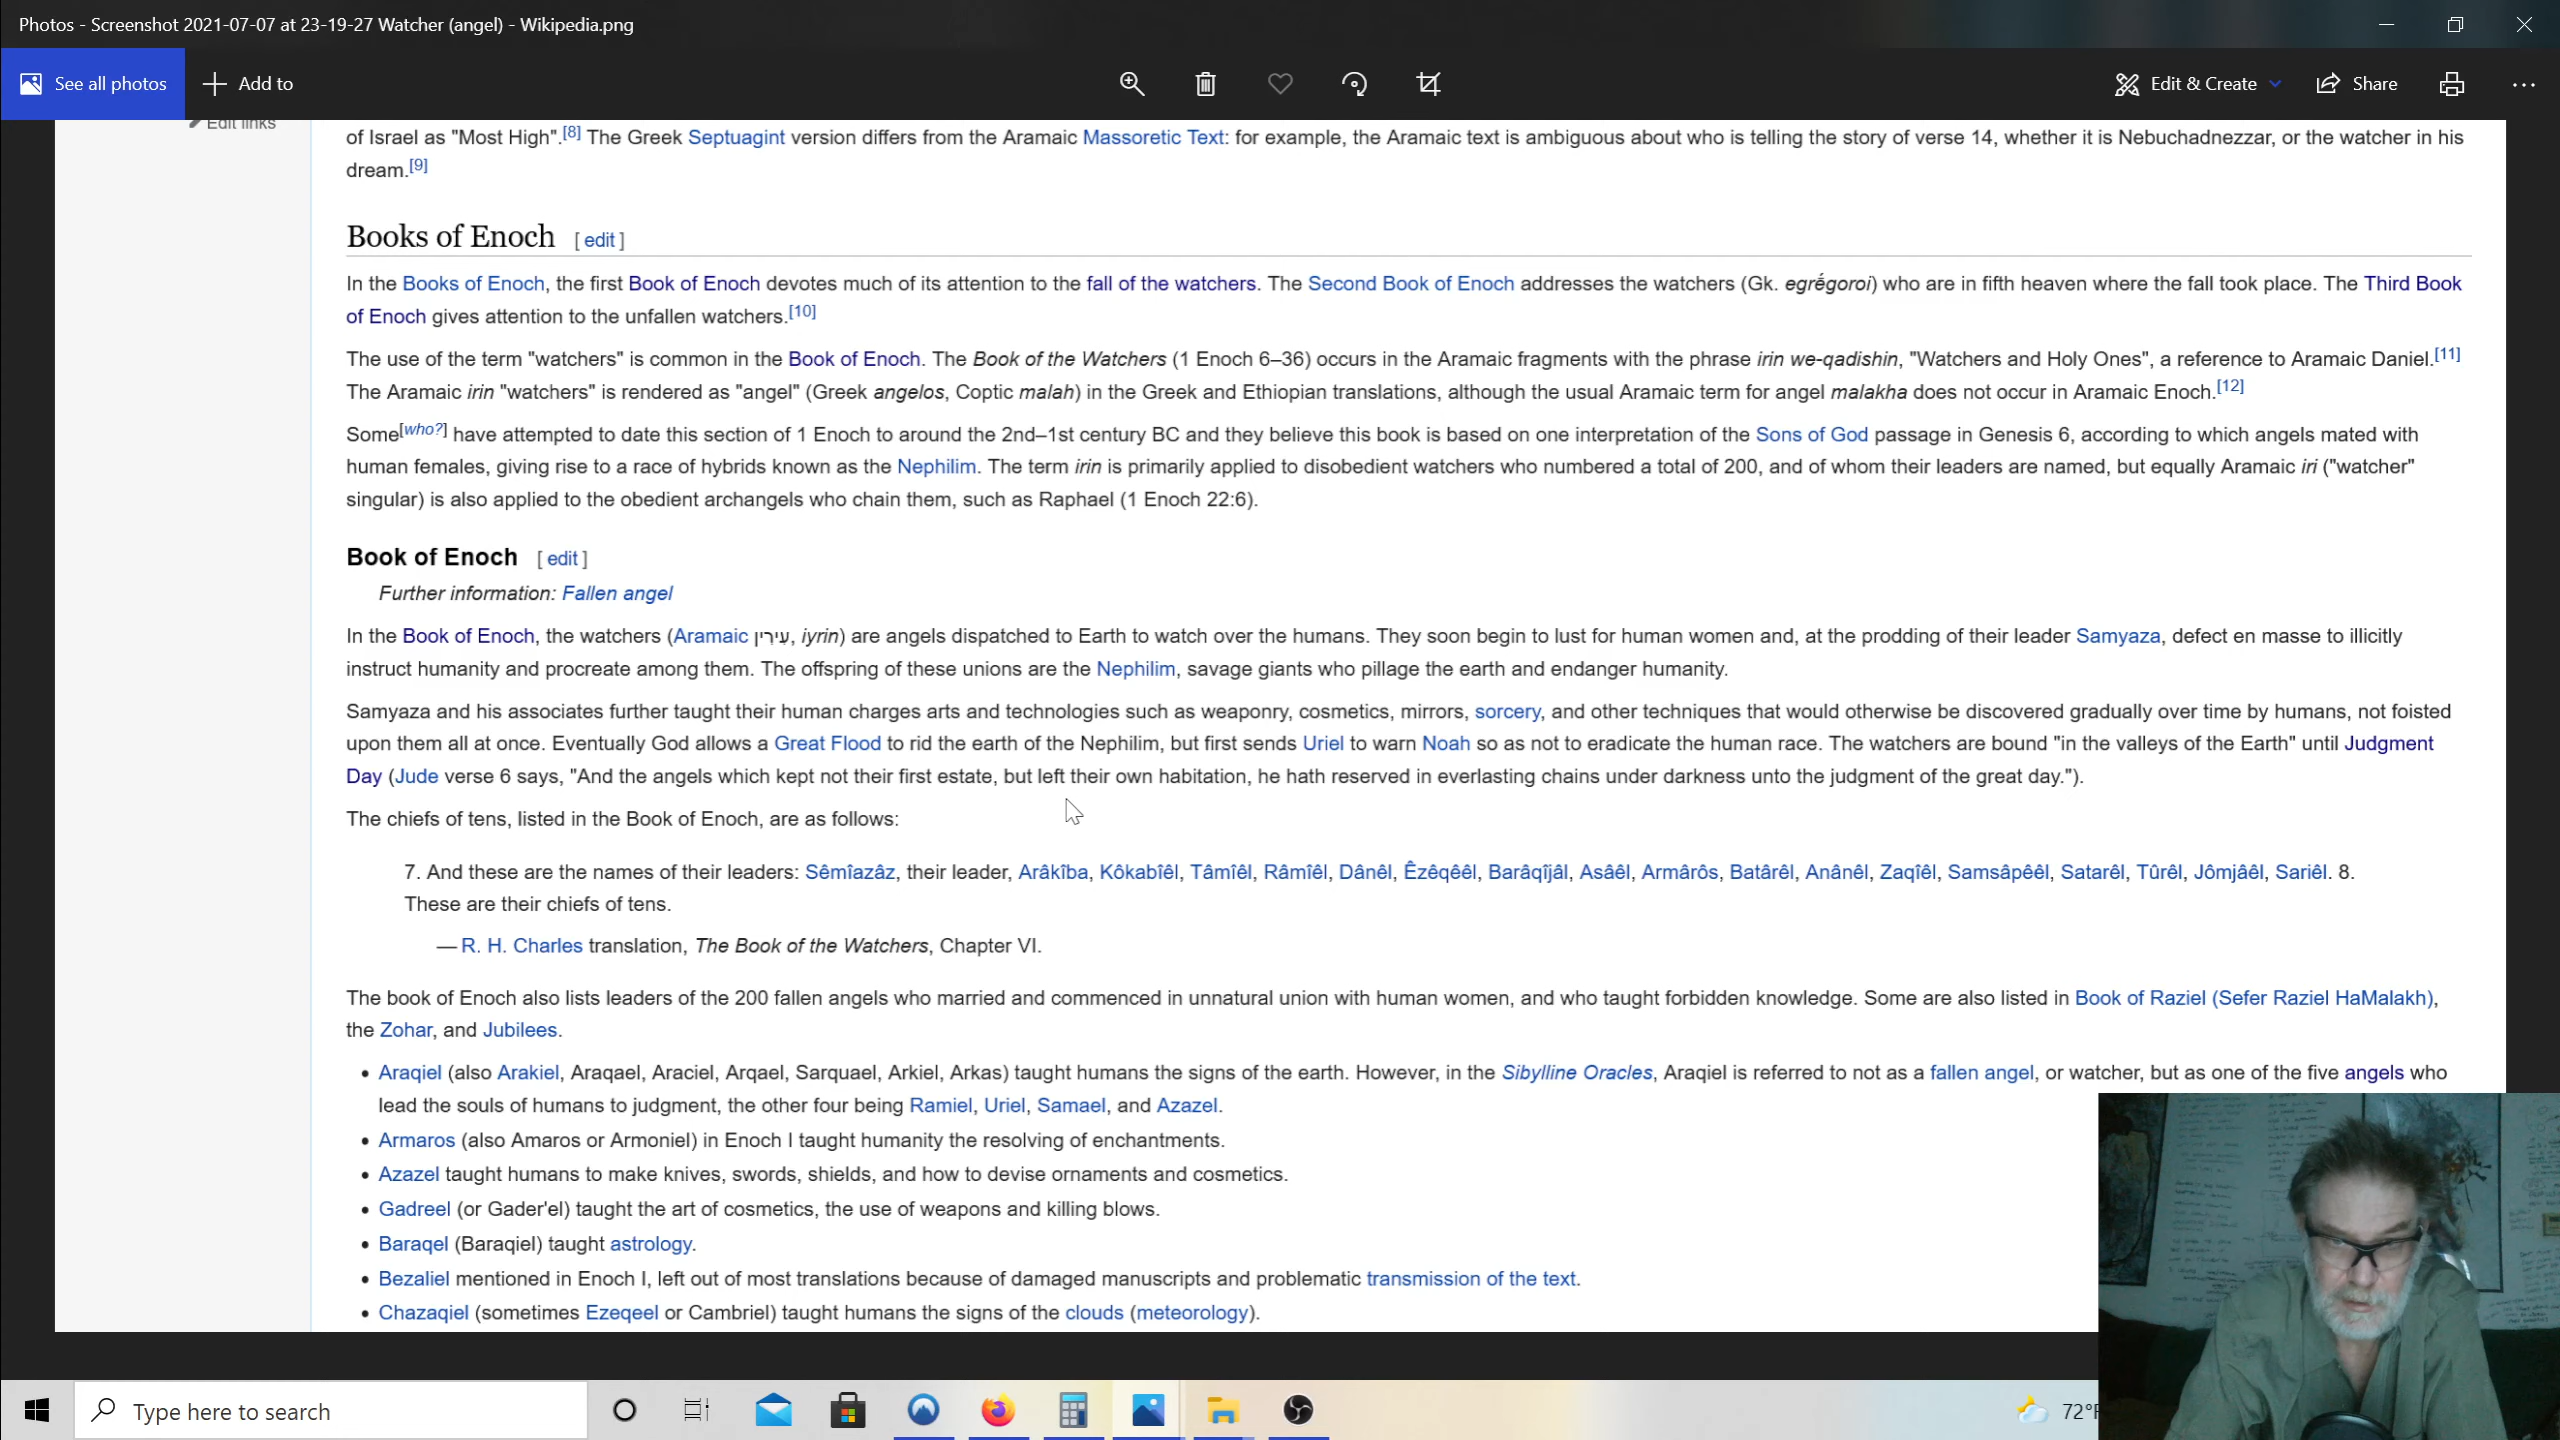 Photos - Screenshot 2021-07-07 at 23-19-27 Watcher (angel) - Wikipedia.png
See all photos
Add to
Edit & Create
Share
Edit links
of Israel as "Most High".[8] The Greek Septuagint version differs from the Aramaic Massoretic Text: for example, the Aramaic text is ambiguous about who is telling the story of verse 14, whether it is Nebuchadnezzar, or the watcher in his
dream.[9]
Books of Enoch [ edit ]
In the Books of Enoch, the first Book of Enoch devotes much of its attention to the fall of the watchers. The Second Book of Enoch addresses the watchers (Gk. egrḗgoroi) who are in fifth heaven where the fall took place. The Third Book
of Enoch gives attention to the unfallen watchers.[10]
The use of the term "watchers" is common in the Book of Enoch. The Book of the Watchers (1 Enoch 6–36) occurs in the Aramaic fragments with the phrase irin we-qadishin, "Watchers and Holy Ones", a reference to Aramaic Daniel.[11]
The Aramaic irin "watchers" is rendered as "angel" (Greek angelos, Coptic malah) in the Greek and Ethiopian translations, although the usual Aramaic term for angel malakha does not occur in Aramaic Enoch.[12]
Some[who?] have attempted to date this section of 1 Enoch to around the 2nd–1st century BC and they believe this book is based on one interpretation of the Sons of God passage in Genesis 6, according to which angels mated with
human females, giving rise to a race of hybrids known as the Nephilim. The term irin is primarily applied to disobedient watchers who numbered a total of 200, and of whom their leaders are named, but equally Aramaic iri ("watcher"
singular) is also applied to the obedient archangels who chain them, such as Raphael (1 Enoch 22:6).
Book of Enoch [ edit ]
Further information: Fallen angel
In the Book of Enoch, the watchers (Aramaic עִירִין, iyrin) are angels dispatched to Earth to watch over the humans. They soon begin to lust for human women and, at the prodding of their leader Samyaza, defect en masse to illicitly
instruct humanity and procreate among them. The offspring of these unions are the Nephilim, savage giants who pillage the earth and endanger humanity.
Samyaza and his associates further taught their human charges arts and technologies such as weaponry, cosmetics, mirrors, sorcery, and other techniques that would otherwise be discovered gradually over time by humans, not foisted
upon them all at once. Eventually God allows a Great Flood to rid the earth of the Nephilim, but first sends Uriel to warn Noah so as not to eradicate the human race. The watchers are bound "in the valleys of the Earth" until Judgment
Day (Jude verse 6 says, "And the angels which kept not their first estate, but left their own habitation, he hath reserved in everlasting chains under darkness unto the judgment of the great day.").
The chiefs of tens, listed in the Book of Enoch, are as follows:
7. And these are the names of their leaders: Sêmîazâz, their leader, Arâkîba, Kôkabîêl, Tâmîêl, Râmîêl, Dânêl, Êzêqêêl, Barâqîjâl, Asâêl, Armârôs, Batârêl, Anânêl, Zaqîêl, Samsâpêêl, Satarêl, Tûrêl, Jômjâêl, Sariêl. 8.
These are their chiefs of tens.
— R. H. Charles translation, The Book of the Watchers, Chapter VI.
The book of Enoch also lists leaders of the 200 fallen angels who married and commenced in unnatural union with human women, and who taught forbidden knowledge. Some are also listed in Book of Raziel (Sefer Raziel HaMalakh),
the Zohar, and Jubilees.
• Araqiel (also Arakiel, Araqael, Araciel, Arqael, Sarquael, Arkiel, Arkas) taught humans the signs of the earth. However, in the Sibylline Oracles, Araqiel is referred to not as a fallen angel, or watcher, but as one of the five angels who
lead the souls of humans to judgment, the other four being Ramiel, Uriel, Samael, and Azazel.
• Armaros (also Amaros or Armoniel) in Enoch I taught humanity the resolving of enchantments.
• Azazel taught humans to make knives, swords, shields, and how to devise ornaments and cosmetics.
• Gadreel (or Gader'el) taught the art of cosmetics, the use of weapons and killing blows.
• Baraqel (Baraqiel) taught astrology.
• Bezaliel mentioned in Enoch I, left out of most translations because of damaged manuscripts and problematic transmission of the text.
• Chazaqiel (sometimes Ezeqeel or Cambriel) taught humans the signs of the clouds (meteorology).
Type here to search
72°F